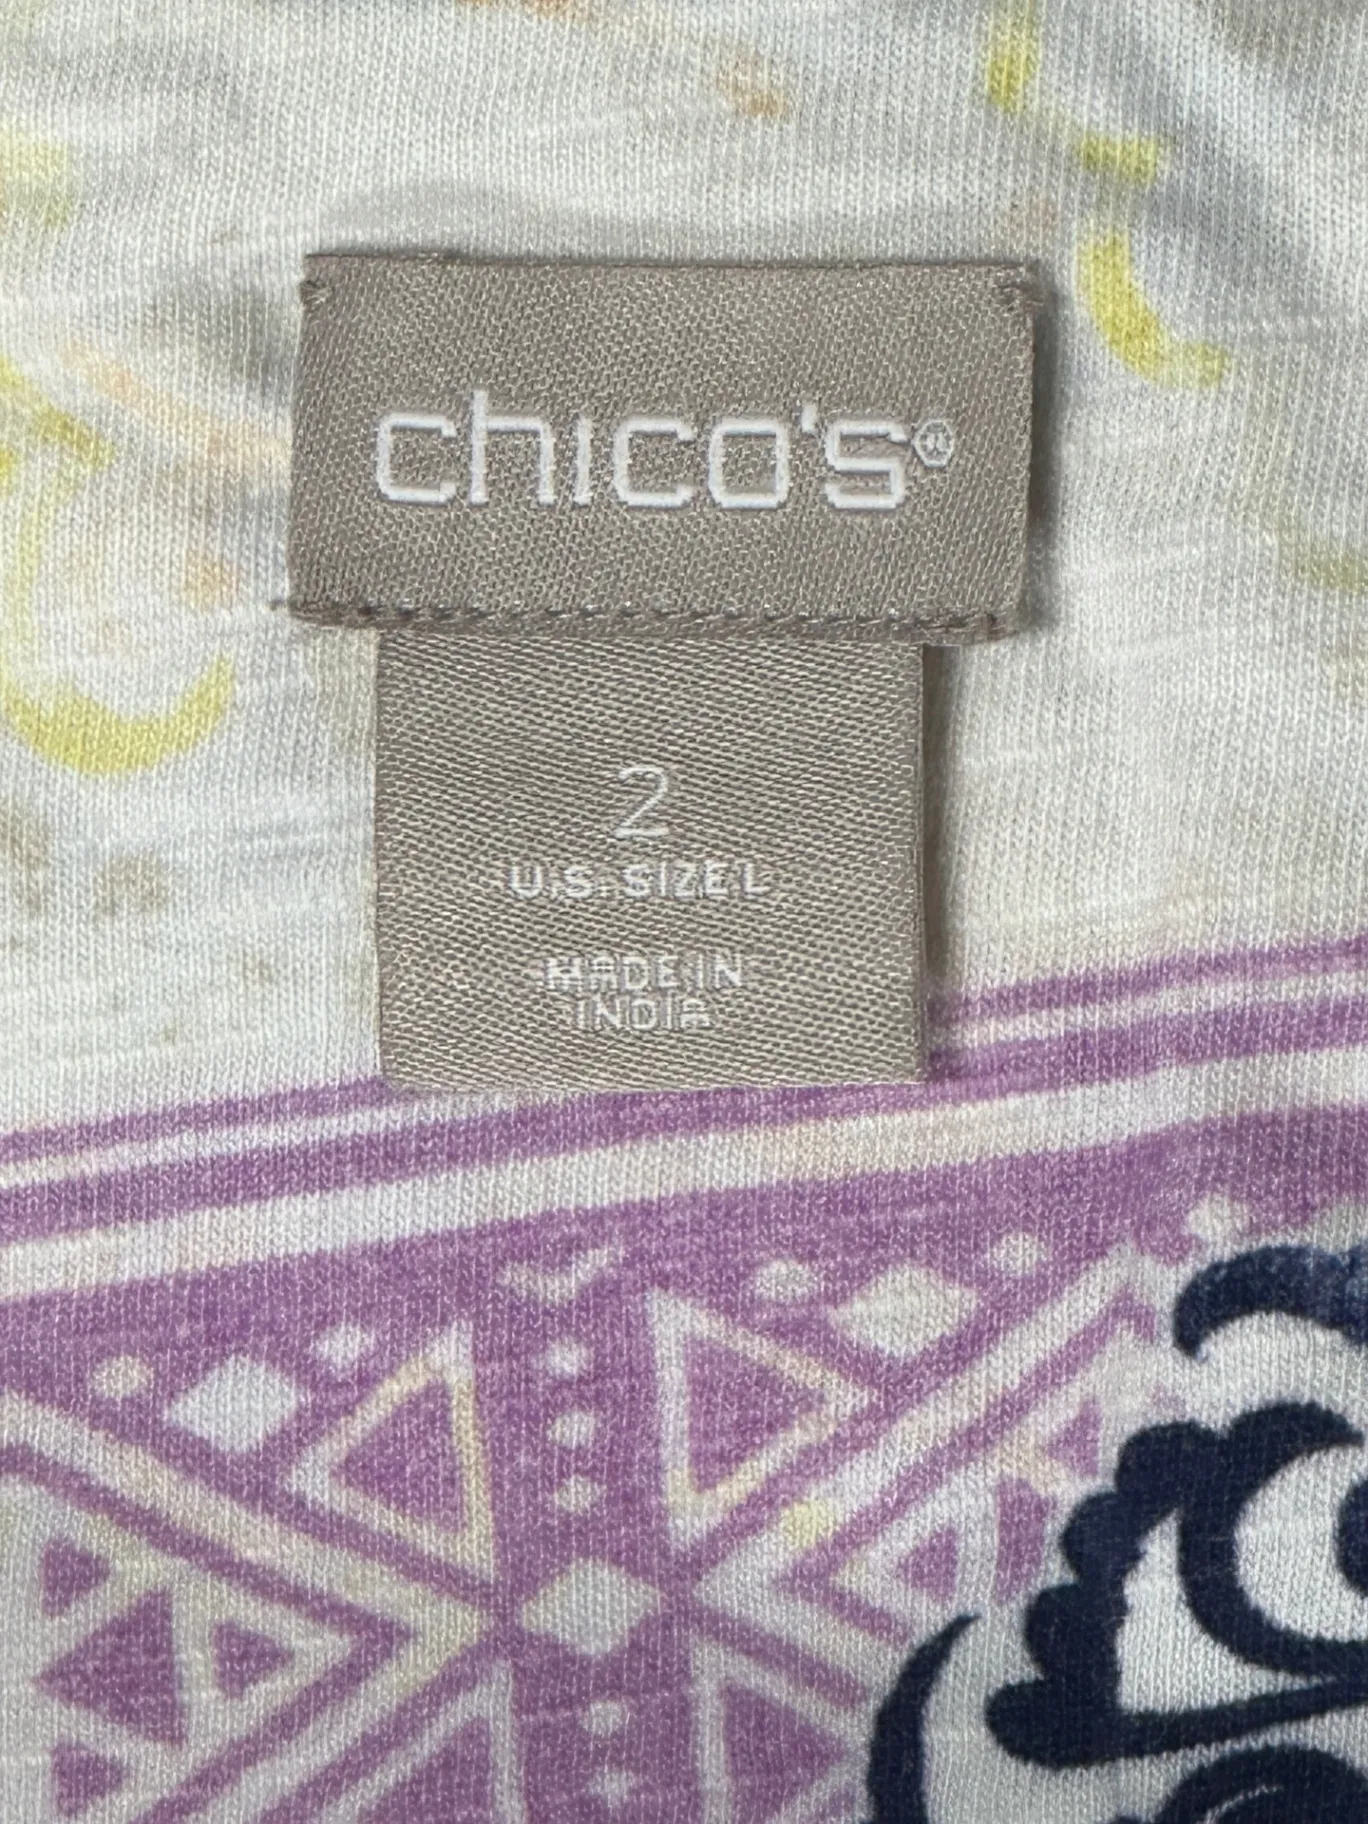 chico's®
2
U.S. SIZE L
MADE IN
INDIA